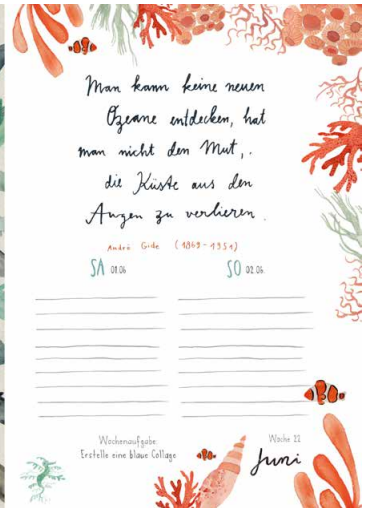 Man kann keine neuen
Ozeane entdecken, hat
man nicht den Mut,
die Küste aus den
Augen zu verlieren.
André Gide (1869-1951)
SA 01.06. SO 02.06.
Wochenaufgabe:
Erstelle eine blaue Collage
Woche 22
Juni